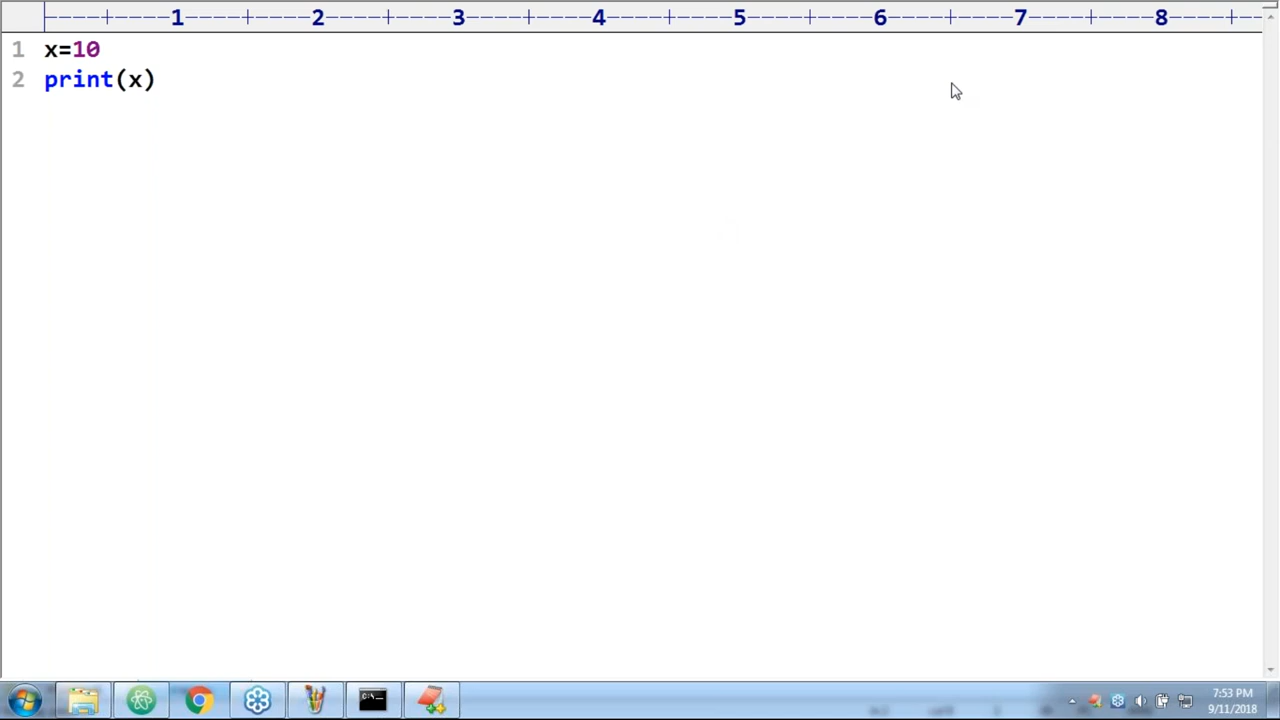 1 2 3 4 5 6 7 8
1 x=10
2 print(x)
7:53 PM
9/11/2018